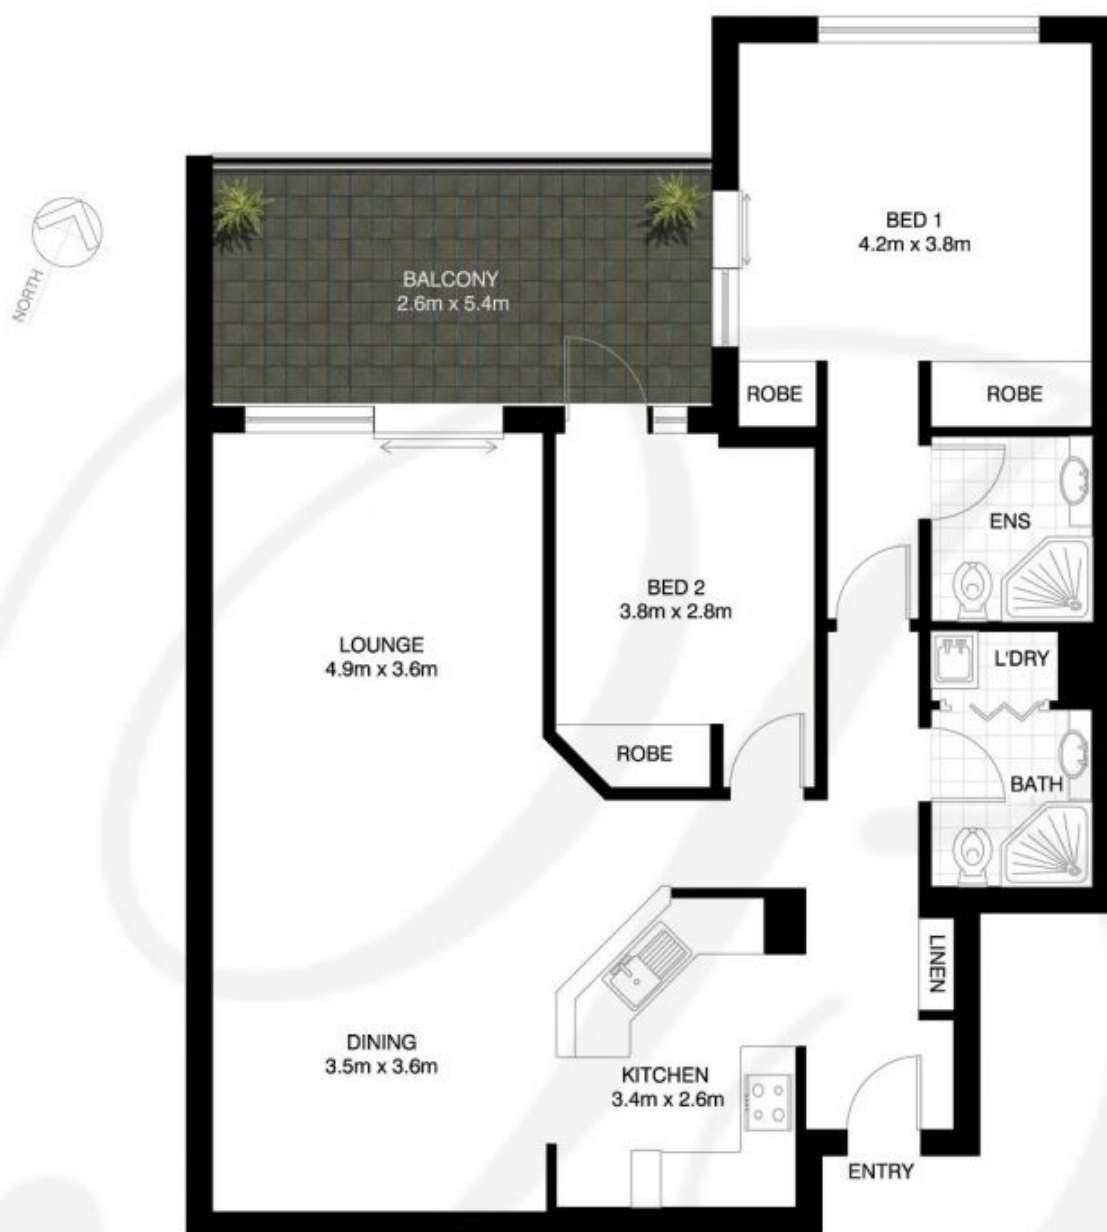 BED 1
4.2m x 3.8m
NORTH
BALCONY
2.6m x 5.4m
ROBE
ROBE
ENS
BED 2
3.8m x 2.8m
LOUNGE
4.9m x 3.6m
L'DRY
ROBE
BATH
LINEN
DINING
3.5m x 3.6m
KITCHEN
3.4m x 2.6m
ENTRY